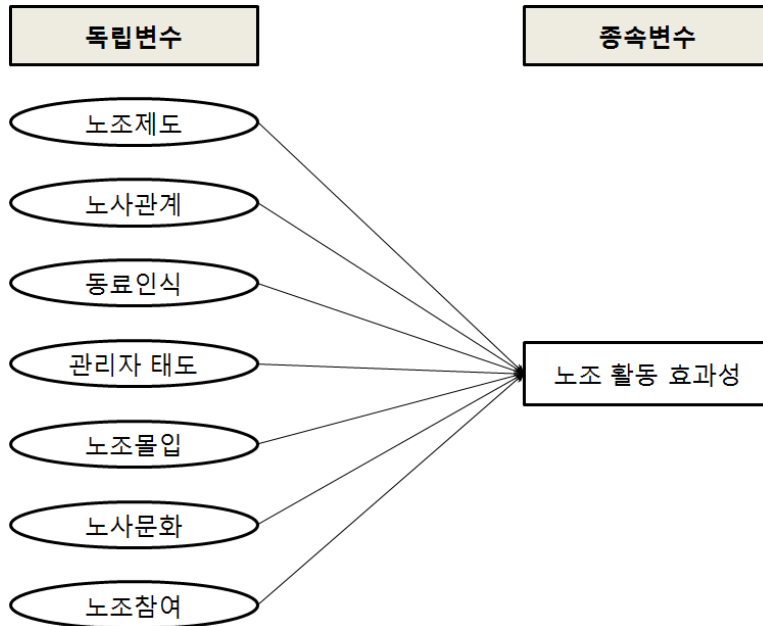 독립변수
종속변수
노조제도
노사관계
동료인식
관리자 태도
노조 활동 효과성
노조몰입
노사문화
노조참여